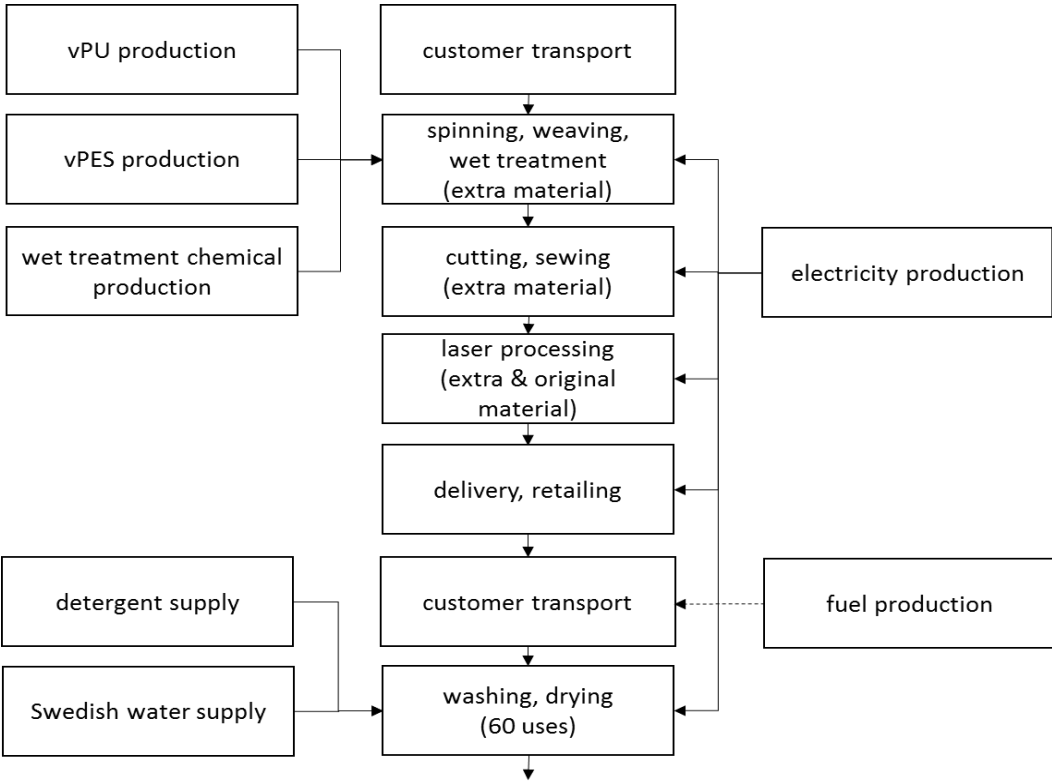 vPU production
customer transport
vPES production
spinning, weaving,
wet treatment
(extra material)
wet treatment chemical
production
cutting, sewing
(extra material)
electricity production
laser processing
(extra & original
material)
delivery, retailing
detergent supply
customer transport
fuel production
Swedish water supply
washing, drying
(60 uses)